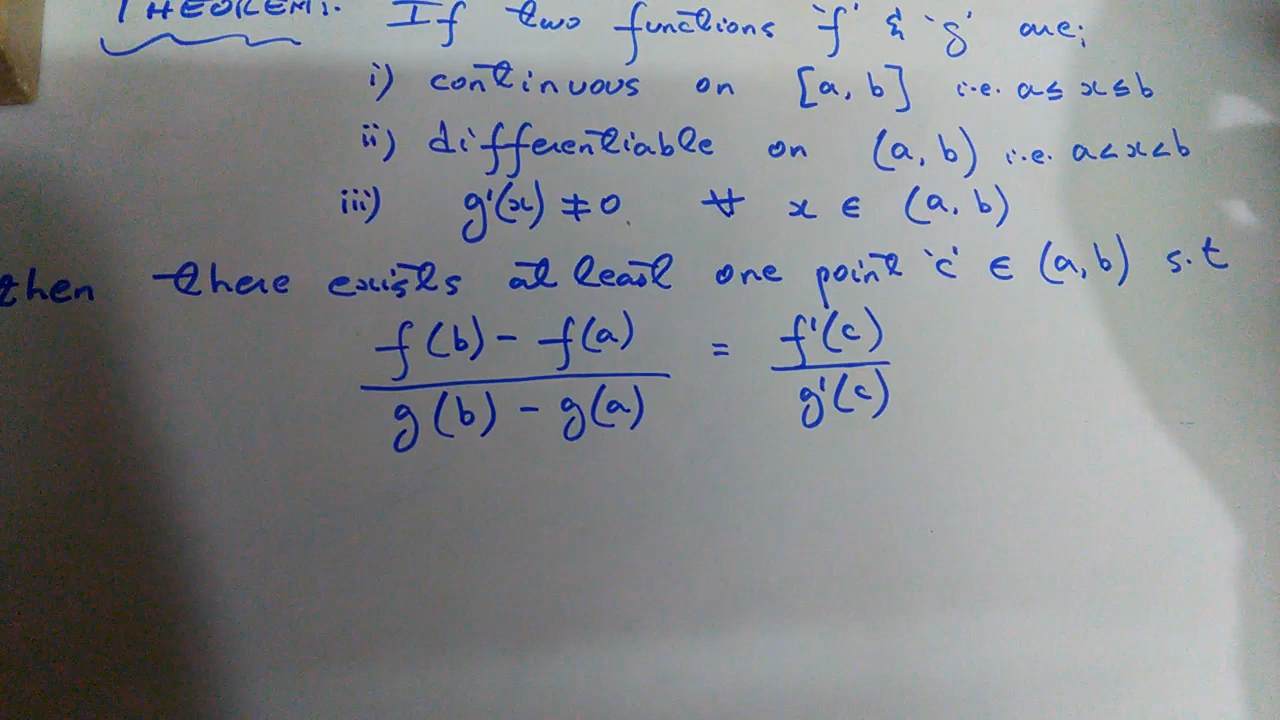 THEOREM:- If two functions 'f' & 'g' are;
i) continuous on [a, b] i.e. a≤ x≤b
ii) differentiable on (a, b) i.e. a<x<b
iii) g'(x) ≠ 0. ∀ x ∈ (a, b)
then there exists at least one point 'c' ∈ (a, b) s.t
f(b) - f(a) / g(b) - g(a) = f'(c) / g'(c)